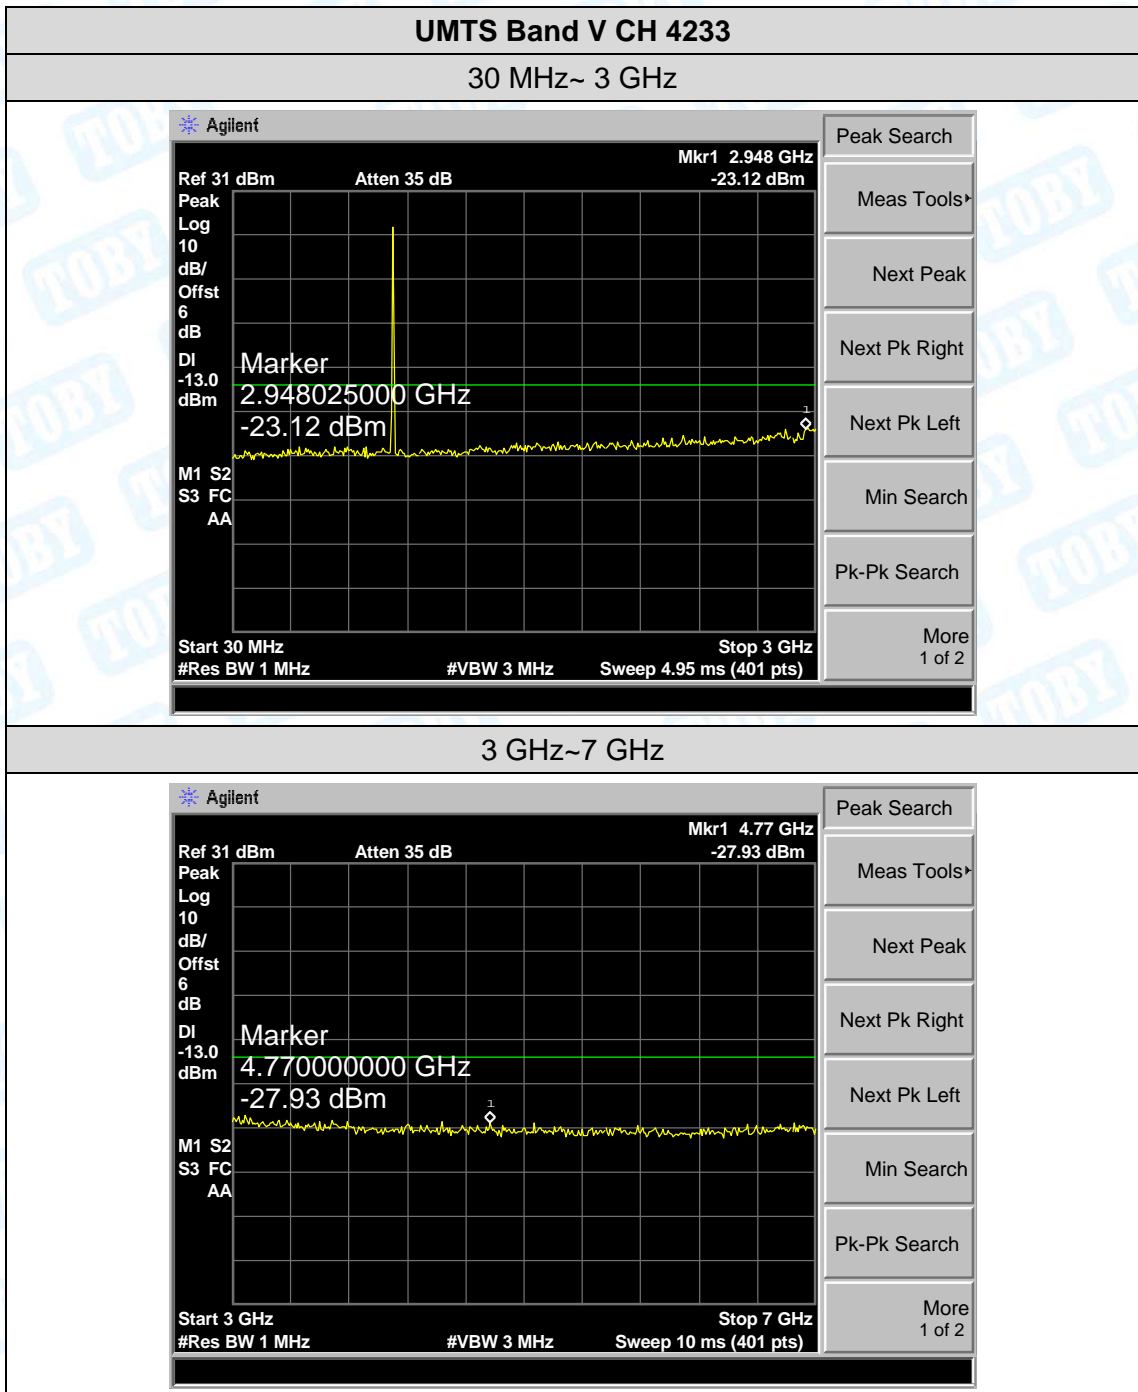 UMTS Band V CH 4233
30 MHz~ 3 GHz
Agilent
Peak Search
Mkr1 2.948 GHz
Ref 31 dBm Atten 35 dB -23.12 dBm
Peak
Log
10
dB/
Offst
6
dB
DI
-13.0
dBm
Marker
2.948025000 GHz
-23.12 dBm
1
M1 S2
S3 FC
AA
Start 30 MHz Stop 3 GHz
#Res BW 1 MHz #VBW 3 MHz Sweep 4.95 ms (401 pts)
Meas Tools
Next Peak
Next Pk Right
Next Pk Left
Min Search
Pk-Pk Search
More
1 of 2
3 GHz~7 GHz
Agilent
Peak Search
Mkr1 4.77 GHz
Ref 31 dBm Atten 35 dB -27.93 dBm
Peak
Log
10
dB/
Offst
6
dB
DI
-13.0
dBm
Marker
4.770000000 GHz
-27.93 dBm
1
M1 S2
S3 FC
AA
Start 3 GHz Stop 7 GHz
#Res BW 1 MHz #VBW 3 MHz Sweep 10 ms (401 pts)
Meas Tools
Next Peak
Next Pk Right
Next Pk Left
Min Search
Pk-Pk Search
More
1 of 2
TOBY